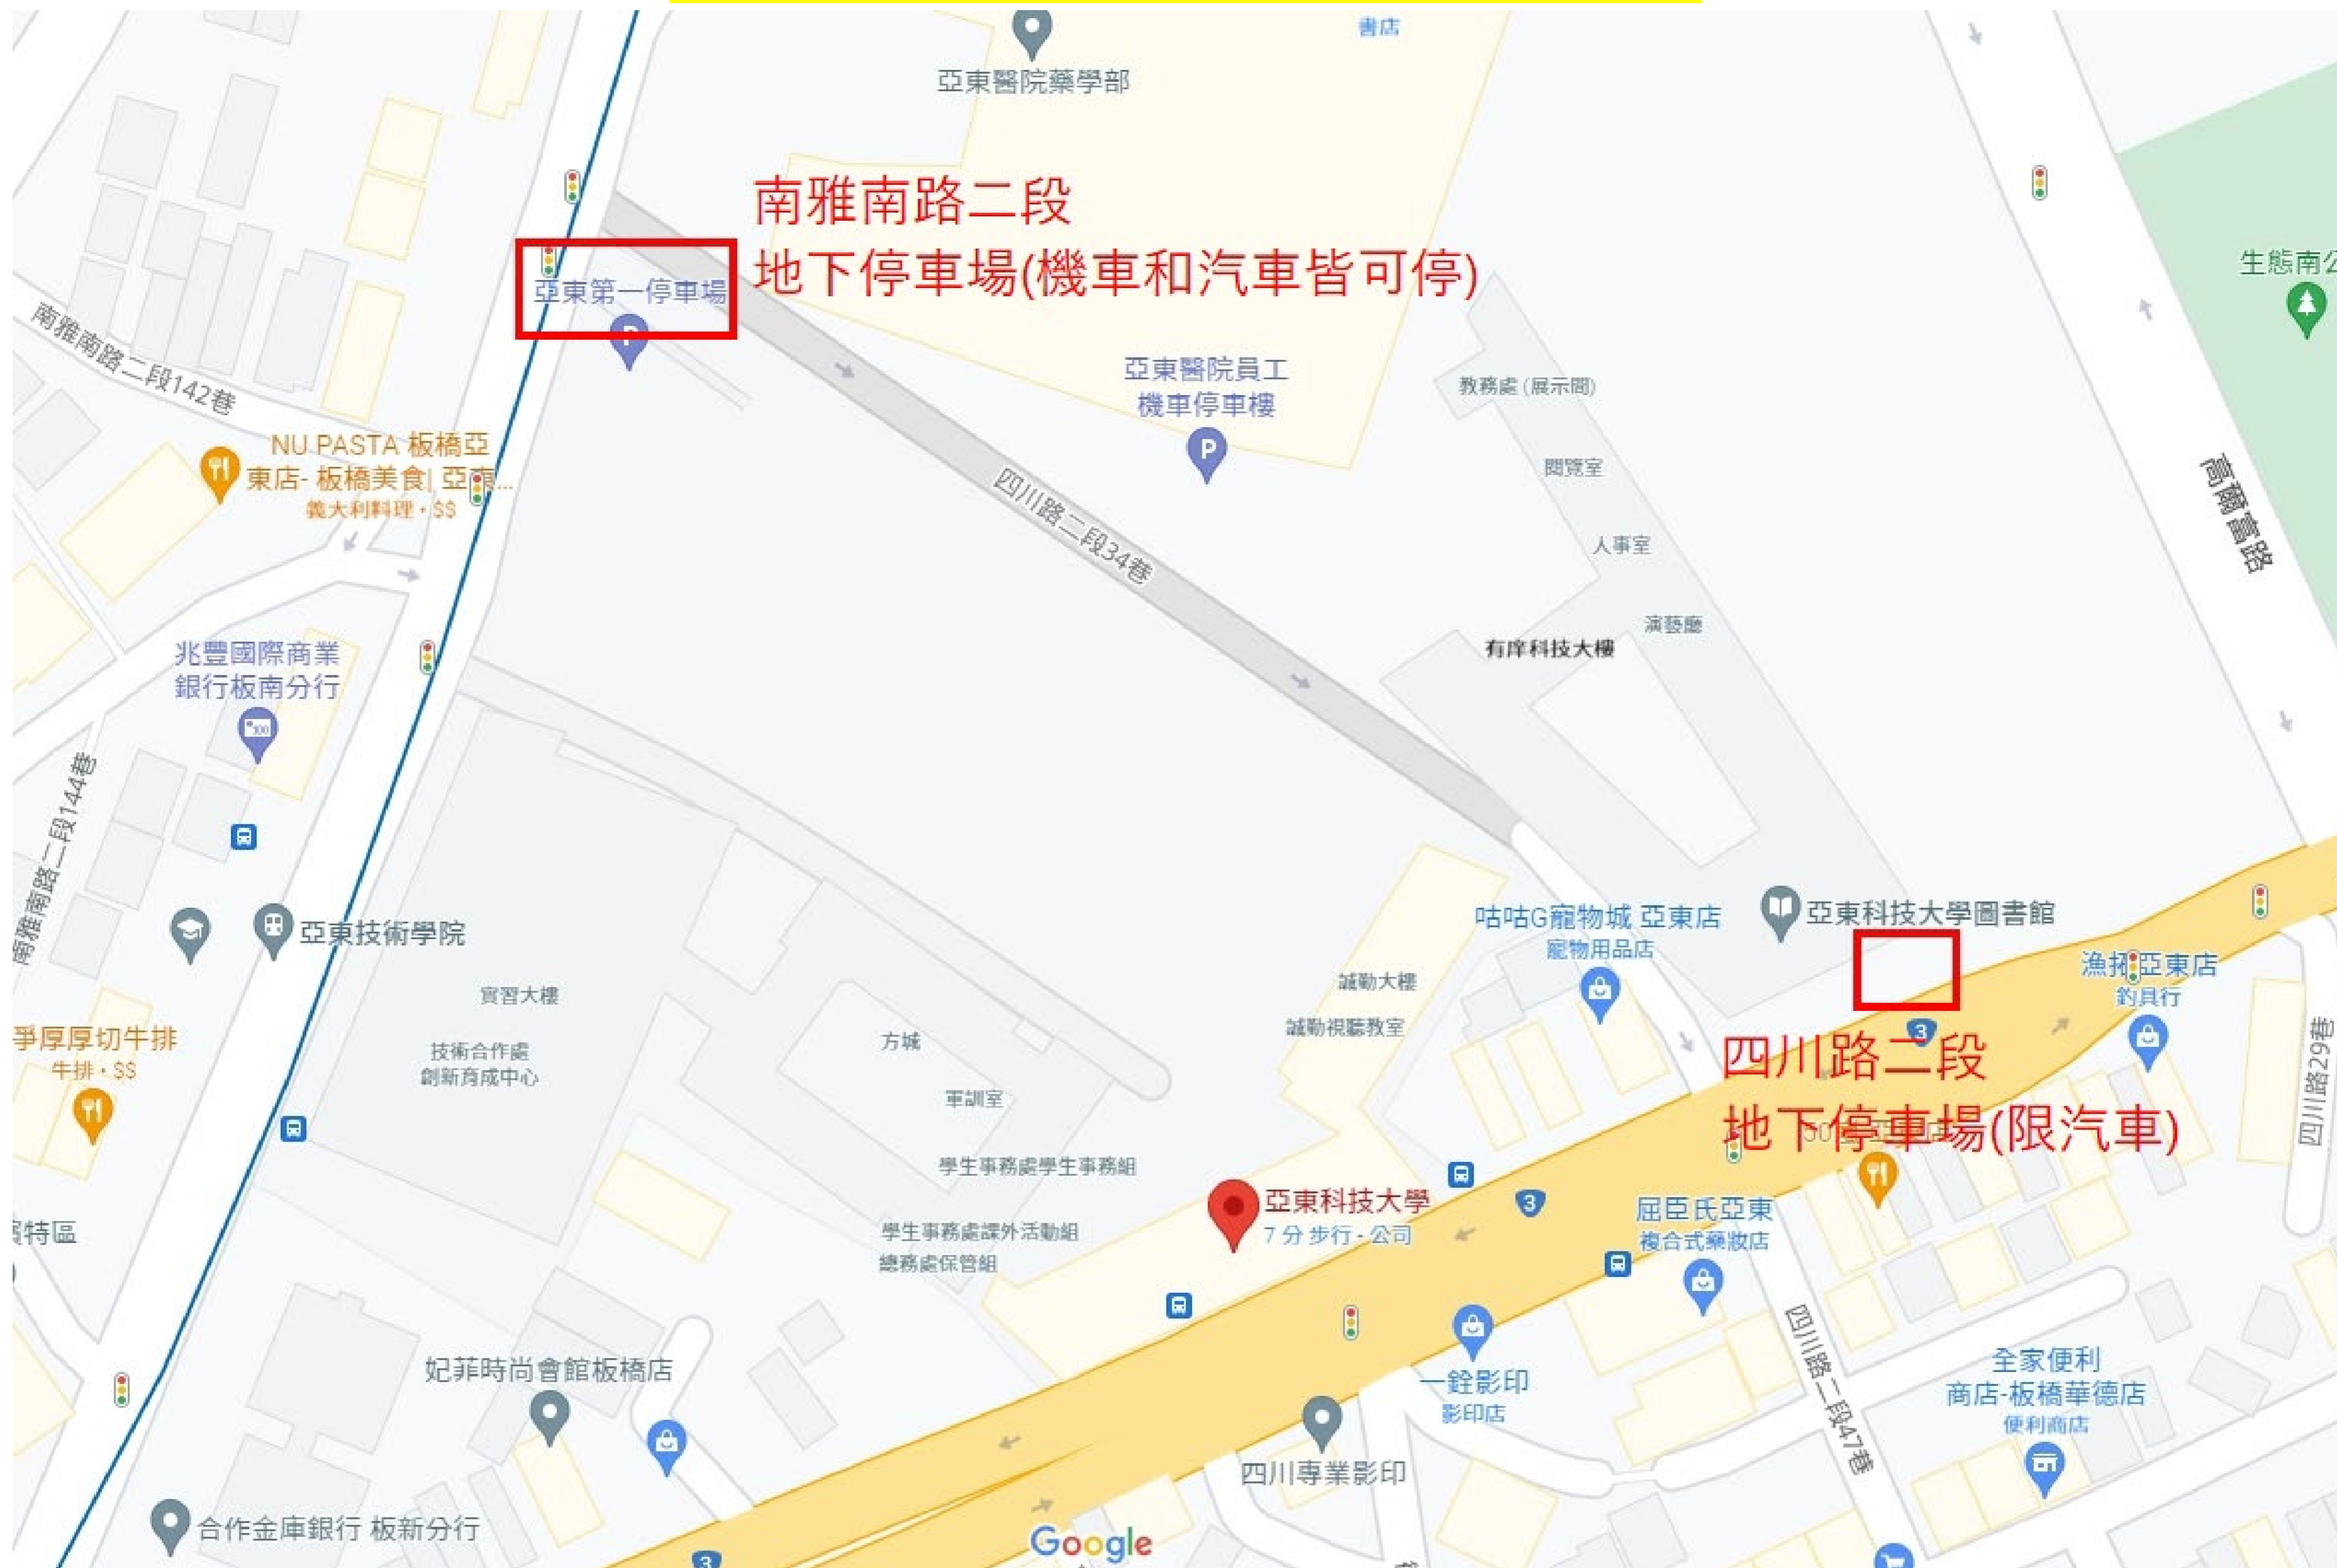 書店
亞東醫院藥學部
南雅南路二段
地下停車場(機車和汽車皆可停)
亞東第一停車場
P
生態南公
南雅南路二段142巷
亞東醫院員工
機車停車樓
P
教務處 (展示間)
NU PASTA 板橋亞
東店- 板橋美食| 亞東...
義大利料理・$$
閱覽室
四川路二段34巷
高爾富路
人事室
演藝廳
有庠科技大樓
兆豐國際商業
銀行板南分行
南雅南路二段144巷
亞東技術學院
咕咕G寵物城 亞東店
寵物用品店
亞東科技大學圖書館
漁拓亞東店
釣具行
實習大樓
誠勤大樓
誠勤視聽教室
爭厚厚切牛排
牛排・$$
技術合作處
創新育成中心
方城
軍訓室
3
四川路二段
地下停車場(限汽車)
四川路29巷
學生事務處學生事務組
亞東科技大學
7 分 步行 - 公司
3
屈臣氏亞東
複合式藥妝店
學生事務處課外活動組
總務處保管組
賓特區
妃菲時尚會館板橋店
一銓影印
影印店
四川路二段47巷
全家便利
商店-板橋華德店
便利商店
四川專業影印
合作金庫銀行 板新分行
Google
3